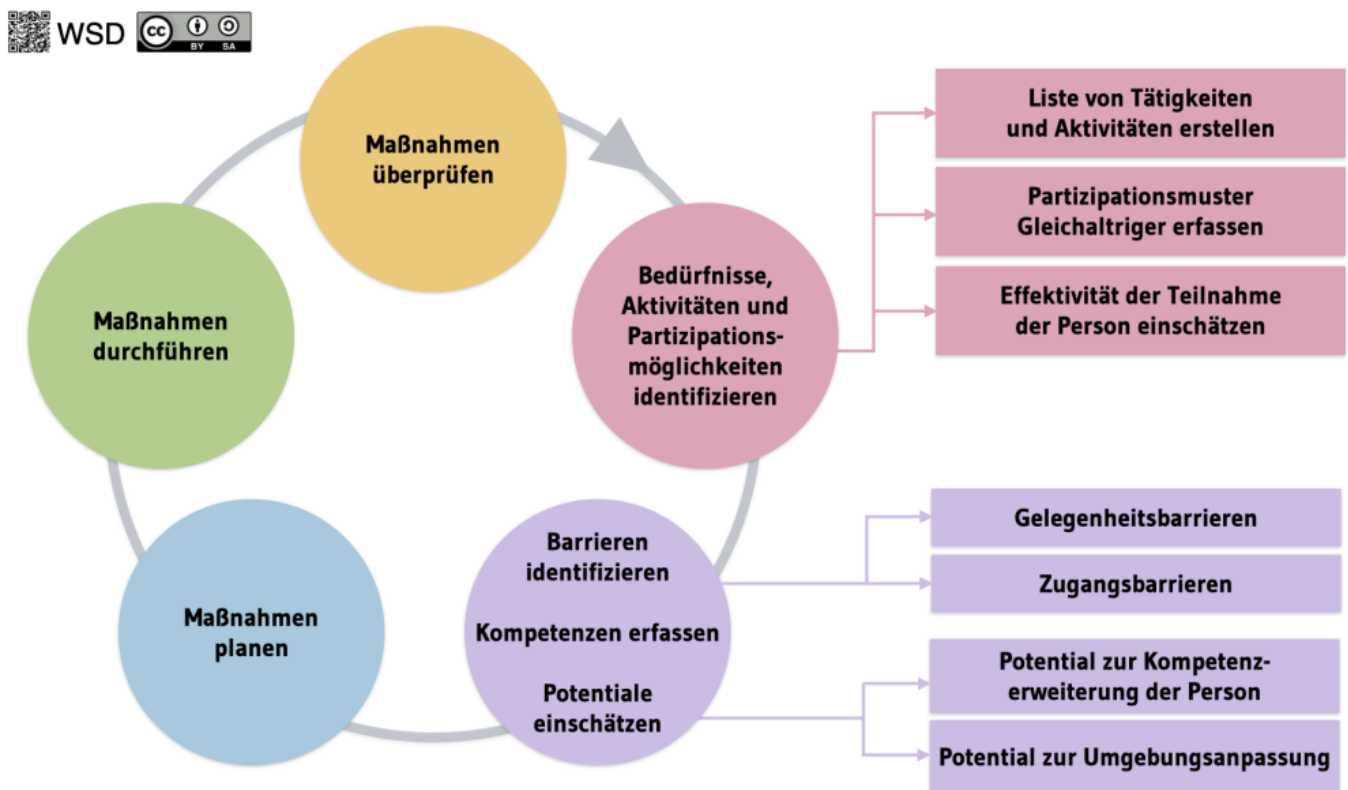 WSD
cc
BY SA
Maßnahmen
überprüfen
Bedürfnisse,
Aktivitäten und
Partizipations-
möglichkeiten
identifizieren
Liste von Tätigkeiten
und Aktivitäten erstellen
Partizipationsmuster
Gleichaltriger erfassen
Effektivität der Teilnahme
der Person einschätzen
Barrieren
identifizieren
Kompetenzen erfassen
Potentiale
einschätzen
Gelegenheitsbarrieren
Zugangsbarrieren
Potential zur Kompetenz-
erweiterung der Person
Potential zur Umgebungsanpassung
Maßnahmen
planen
Maßnahmen
durchführen